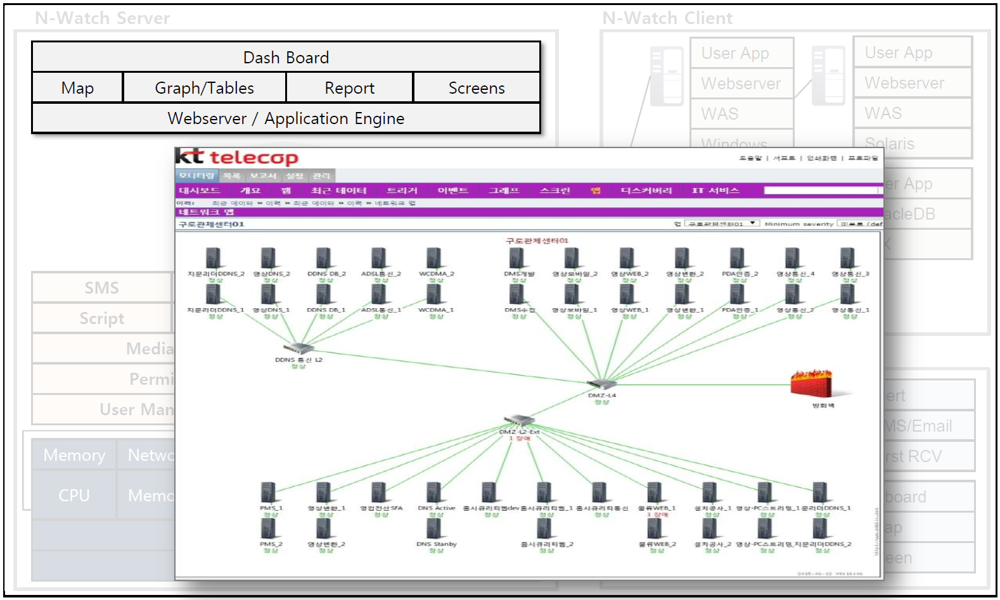 N-Watch Server
N-Watch Client
Dash Board
Map Graph/Tables Report Screens
Webserver / Application Engine
User App
Webserver
WAS
Windows
User App
Webserver
WAS
Solaris
er App
acleDB
X
SMS
Script
Media
Permi
User Man
Memory Netwo
CPU Memo
ert
MS/Email
rst RCV
board
ap
een
kt telecop
도움말 | 서포트 | 인쇄화면 | 프로파일
모니터링 목록 보고서 설정 관리
대시보드 개요 웹 최근 데이터 트리거 이벤트 그래프 스크린 맵 디스커버리 IT 서비스
이력: 최근 데이터 » 이력 » 최근 데이터 » 이력 » 네트워크 맵
네트워크 맵
구로관제센터01
맵 구로관제센터01 Minimum severity 미분류 (def
구로관제센터01
지문리더DDNS_2 영상DNS_2 DDNS DB_2 ADSL통신_2 WCDMA_2 DMS개발 영상모바일_2 영상WEB_2 영상변환_2 PDA인증_2 영상통신_4 영상통신_3
정상 정상 정상 정상 정상 정상 정상 정상 정상 정상 정상 정상
지문리더DDNS_1 영상DNS_1 DDNS DB_1 ADSL통신_1 WCDMA_1 DMS수집 영상모바일_1 영상WEB_1 영상변환_1 PDA인증_1 영상통신_2 영상통신_1
정상 정상 정상 정상 정상 정상 정상 정상 정상 정상 정상 정상
DDNS 통신 L2
정상
DMZ-L4
정상
방화벽
DMZ-L2-Ext
1 장애
PMS_1 영상변환_1 영업전산SFA DNS Active 홈시큐리티웹dev 홈시큐리티웹_1 홈시큐리티통신 물류WEB_1 설치공사_1 영상-PC스트리밍_1 문리더DDNS_1
정상 정상 정상 정상 정상 정상 정상 1 장애 정상 정상 정상
PMS_2 영상변환_2 DNS Stanby 홈시큐리티웹_2 물류WEB_2 설치공사_2 영상-PC스트리밍_ 지문리더DDNS_2
정상 정상 정상 정상 정상 정상 정상 정상